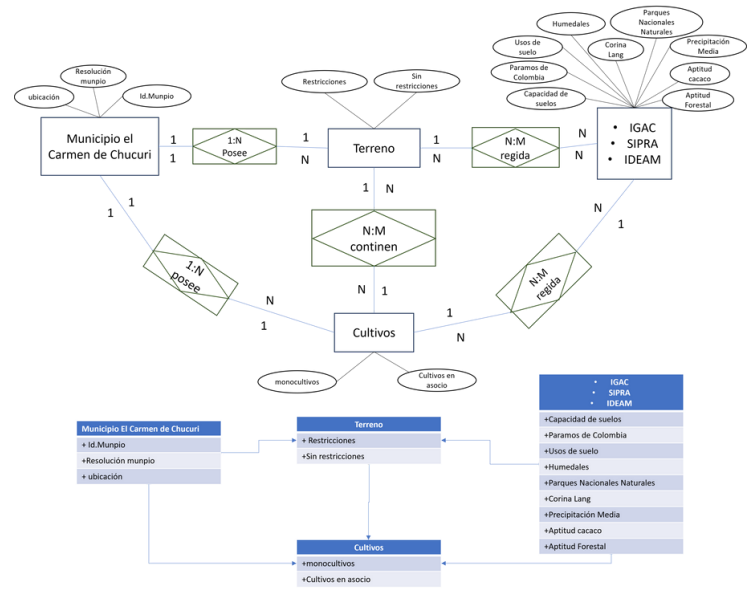 Parques
Nacionales
Naturales
Humedales
Usos de
suelo
Corina
Lang
Precipitación
Media
Paramos de
Colombia
Aptitud
cacaco
Capacidad de
suelos
Aptitud
Forestal
Resolución
munpio
ubicación
Id.Munpio
Restricciones
Sin
restricciones
Municipio el
Carmen de Chucuri
1
1
1:N
Posee
1
N
Terreno
1
N
N:M
regida
N
N
• IGAC
• SIPRA
• IDEAM
1
1
1 N
N
1
N:M
continen
1:N
posee
N:M
regida
N 1
N
1
1
N
Cultivos
monocultivos
Cultivos en
asocio
Municipio El Carmen de Chucuri
+ Id.Munpio
+Resolución munpio
+ ubicación
Terreno
+ Restricciones
+Sin restricciones
• IGAC
• SIPRA
• IDEAM
+Capacidad de suelos
+Paramos de Colombia
+Usos de suelo
+Humedales
+Parques Nacionales Naturales
+Corina Lang
+Precipitación Media
+Aptitud cacaco
+Aptitud Forestal
Cultivos
+monocultivos
+Cultivos en asocio